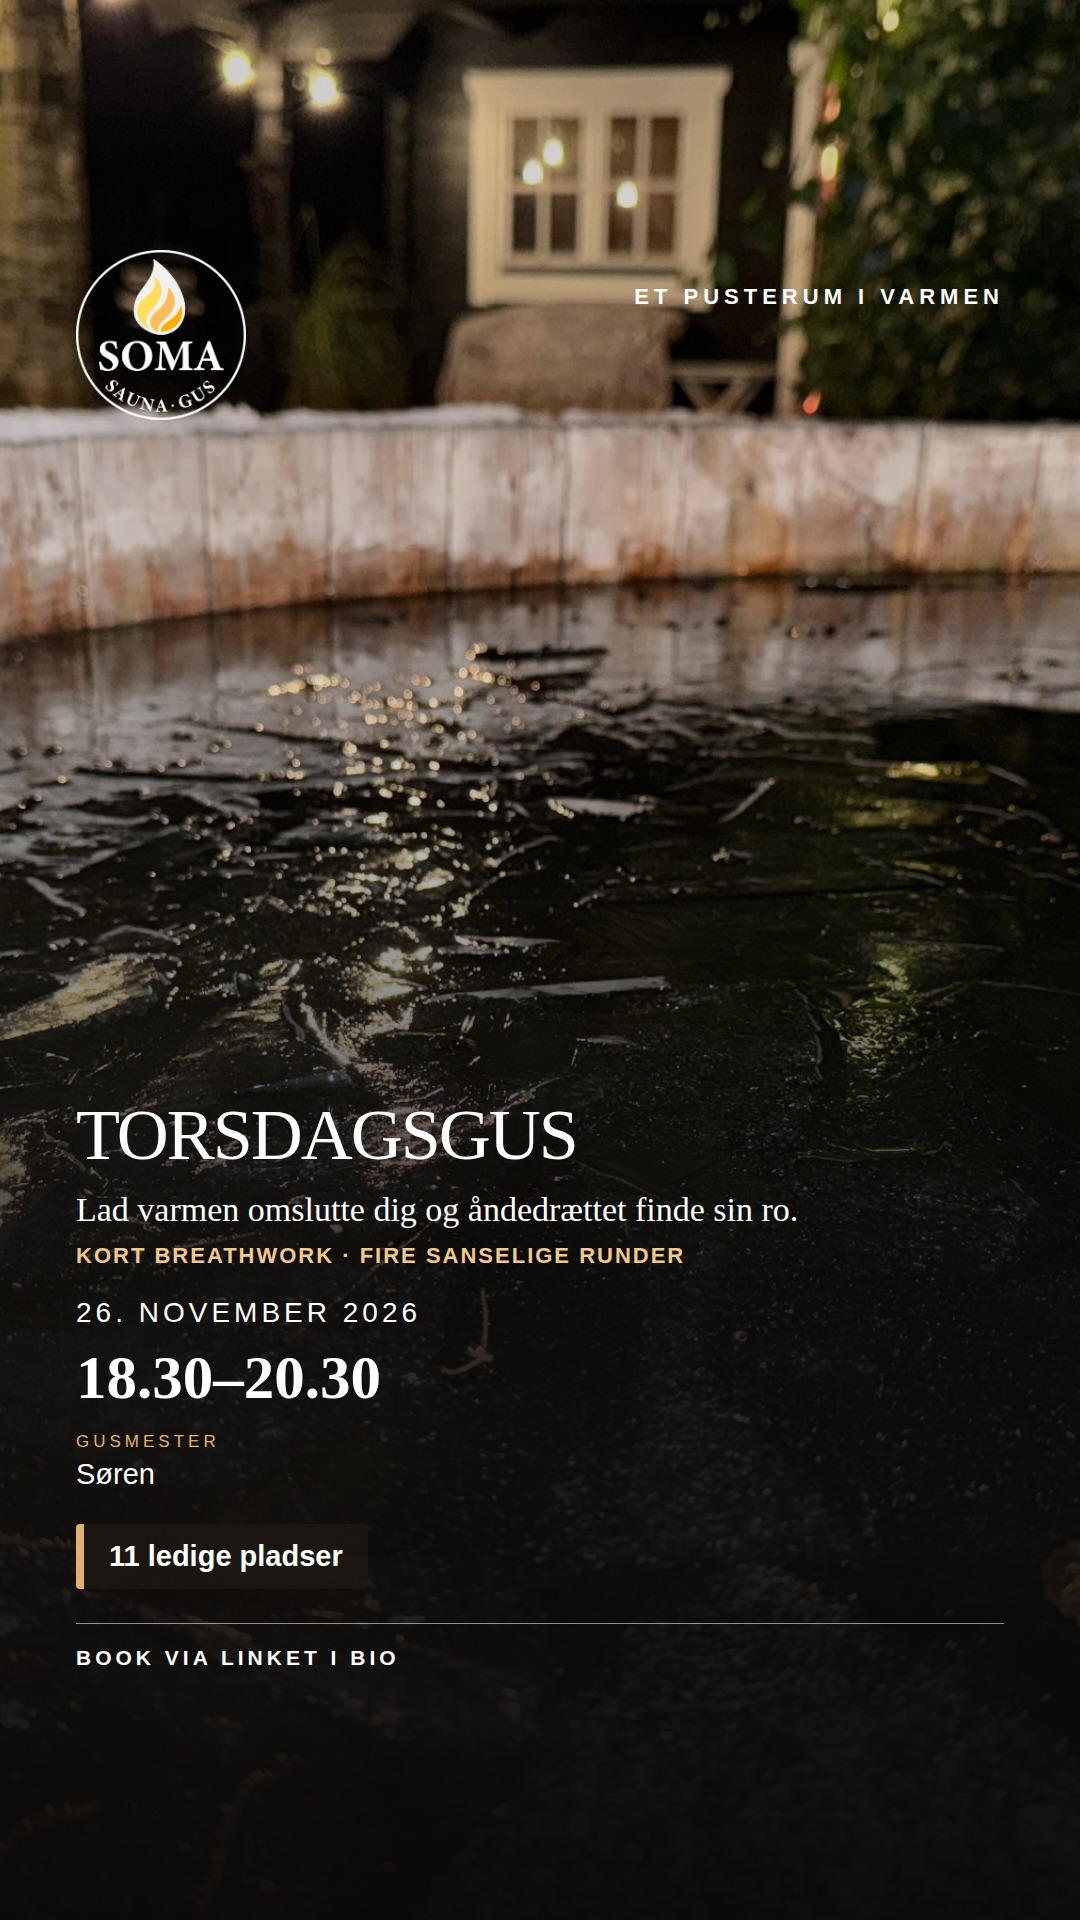 SOMA
SAUNA·GUS
ET PUSTERUM I VARMEN
TORSDAGSGUS
Lad varmen omslutte dig og åndedrættet finde sin ro.
KORT BREATHWORK · FIRE SANSELIGE RUNDER
26. NOVEMBER 2026
18.30–20.30
GUSMESTER
Søren
11 ledige pladser
BOOK VIA LINKET I BIO